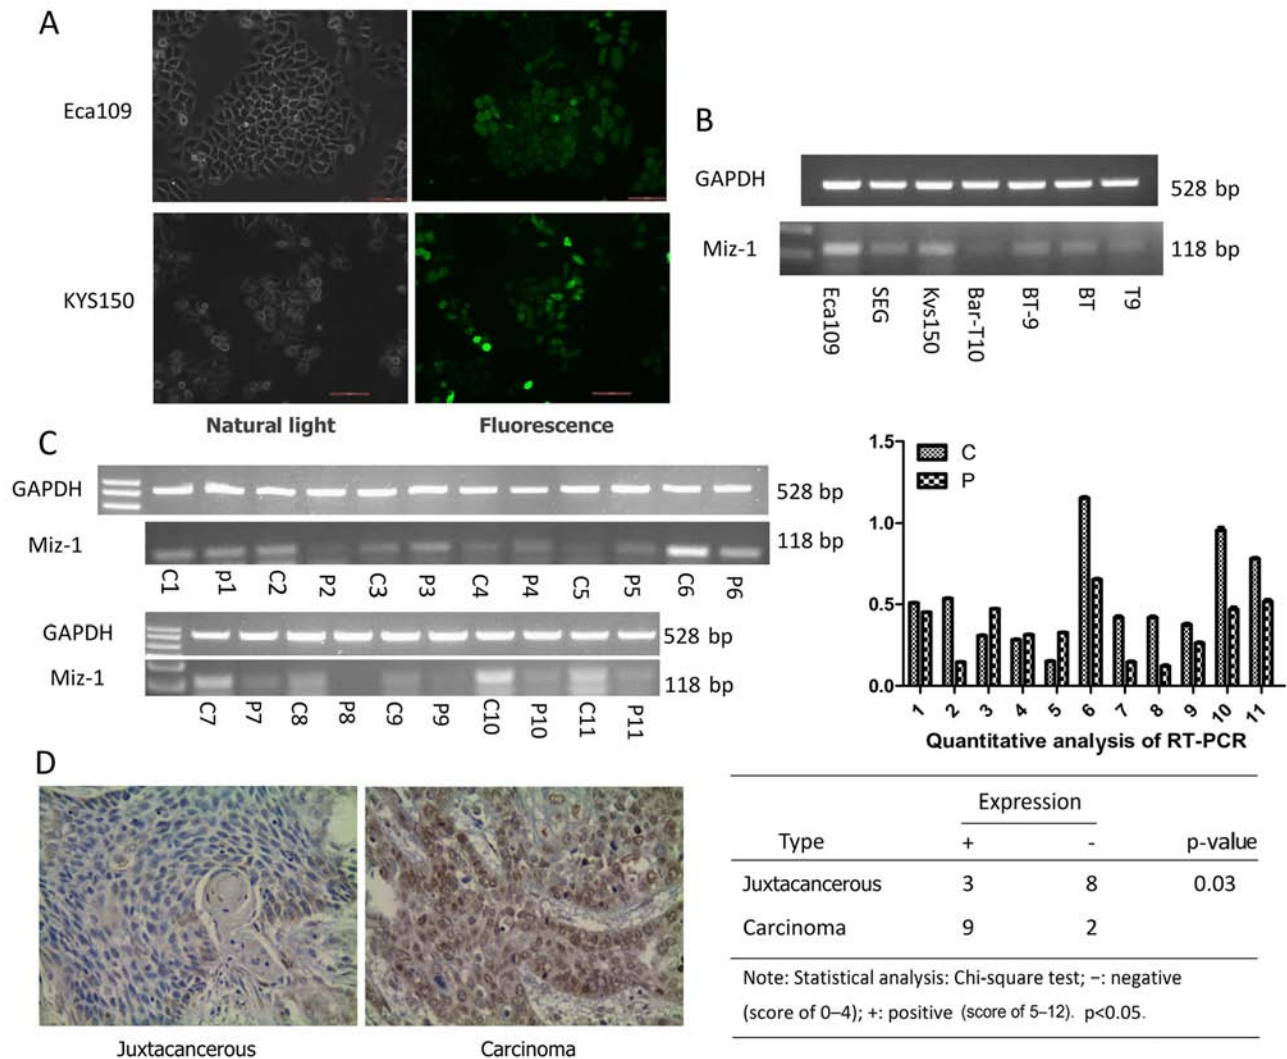 A
Eca109
KYS150
Natural light
Fluorescence
B
GAPDH
528 bp
Miz-1
118 bp
Eca109
SEG
Kvs150
Bar-T10
BT-9
BT
T9
C
GAPDH
528 bp
Miz-1
118 bp
C1
p1
C2
P2
C3
P3
C4
P4
C5
P5
C6
P6
GAPDH
528 bp
Miz-1
118 bp
C7
P7
C8
P8
C9
P9
C10
P10
C11
P11
1.5
1.0
0.5
0.0
C
P
1
2
3
4
5
6
7
8
9
10
11
Quantitative analysis of RT-PCR
D
Juxtacancerous
Carcinoma
Expression
Type + - p-value
Juxtacancerous 3 8 0.03
Carcinoma 9 2
Note: Statistical analysis: Chi-square test; –: negative
(score of 0–4); +: positive (score of 5–12). p<0.05.